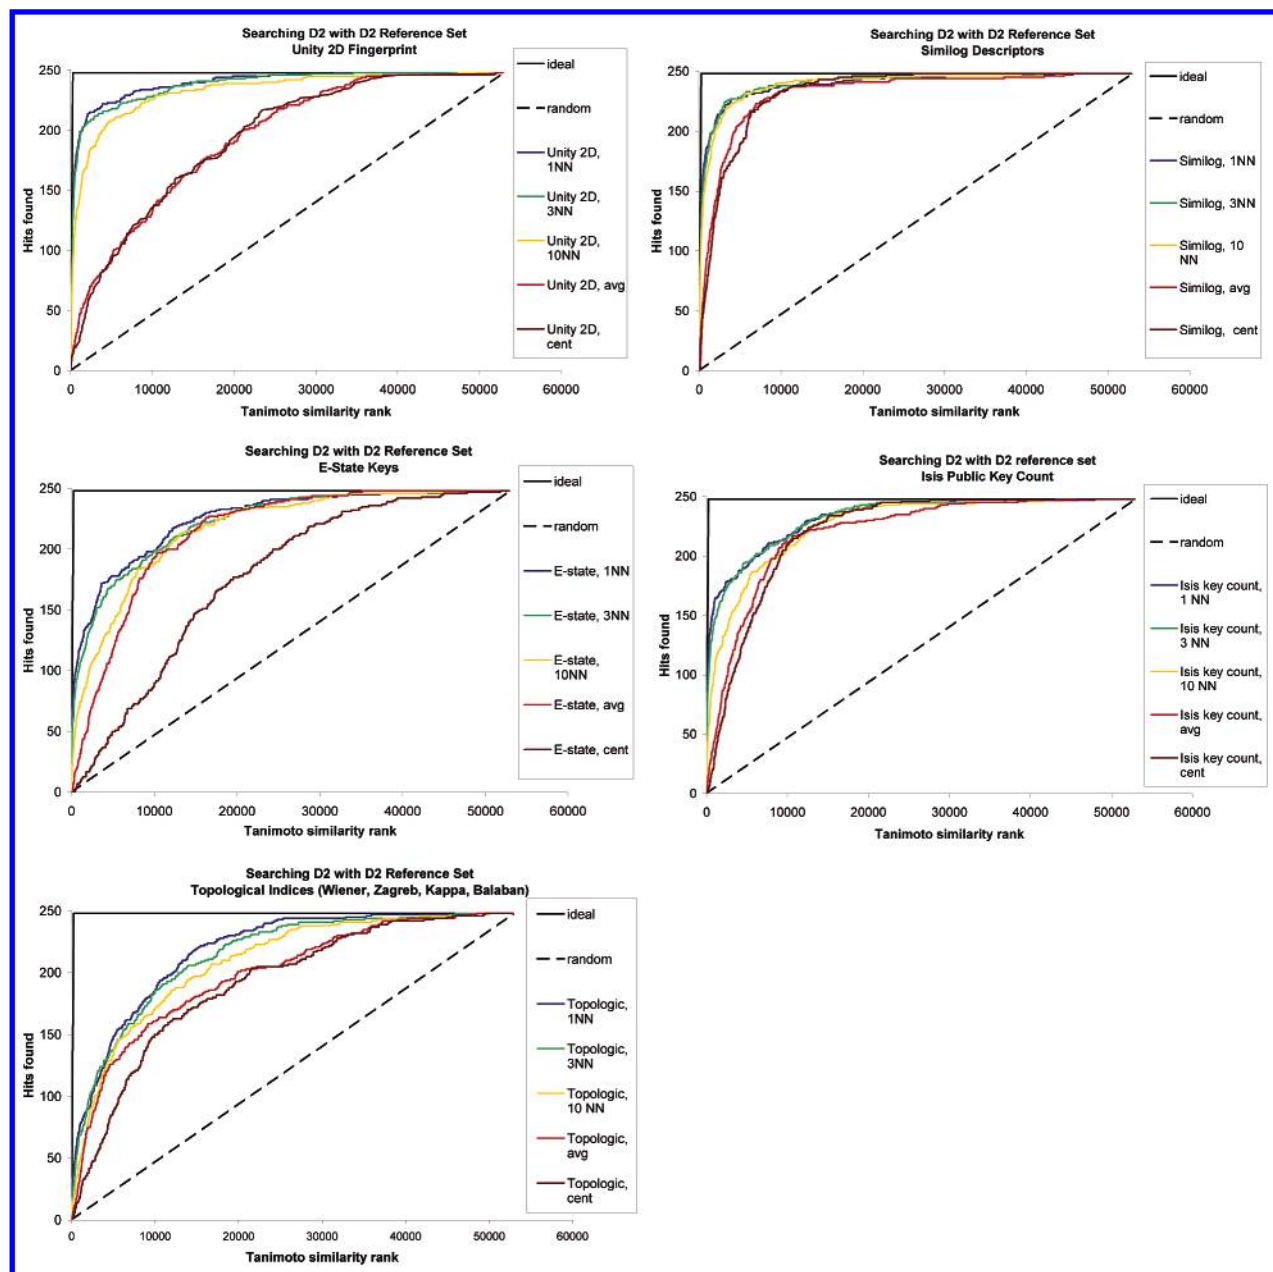 Searching D2 with D2 Reference Set
Unity 2D Fingerprint
250
200
150
100
50
0
Hits found
0 10000 20000 30000 40000 50000 60000
Tanimoto similarity rank
ideal
random
Unity 2D,
1NN
Unity 2D,
3NN
Unity 2D,
10NN
Unity 2D, avg
Unity 2D,
cent
Searching D2 with D2 Reference Set
Similog Descriptors
250
200
150
100
50
0
Hits found
0 10000 20000 30000 40000 50000 60000
Tanimoto similarity rank
ideal
random
Similog, 1NN
Similog, 3NN
Similog, 10
NN
Similog, avg
Similog, cent
Searching D2 with D2 Reference Set
E-State Keys
250
200
150
100
50
0
Hits found
0 10000 20000 30000 40000 50000 60000
Tanimoto similarity rank
ideal
random
E-state, 1NN
E-state, 3NN
E-state,
10NN
E-state, avg
E-state, cent
Searching D2 with D2 reference set
Isis Public Key Count
250
200
150
100
50
0
Hits found
0 10000 20000 30000 40000 50000 60000
Tanimoto similarity rank
ideal
random
Isis key count,
1 NN
Isis key count,
3 NN
Isis key count,
10 NN
Isis key count,
avg
Isis key count,
cent
Searching D2 with D2 Reference Set
Topological Indices (Wiener, Zagreb, Kappa, Balaban)
250
200
150
100
50
0
Hits found
0 10000 20000 30000 40000 50000 60000
Tanimoto similarity rank
ideal
random
Topologic,
1NN
Topologic,
3NN
Topologic,
10 NN
Topologic,
avg
Topologic,
cent